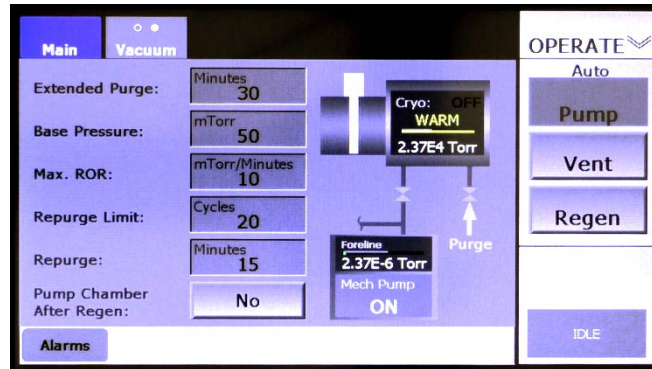 Main
Vacuum
Extended Purge:
Minutes
30
Base Pressure:
mTorr
50
Max. ROR:
mTorr/Minutes
10
Repurge Limit:
Cycles
20
Repurge:
Minutes
15
Pump Chamber
After Regen:
No
Alarms
Cryo: OFF
WARM
2.37E4 Torr
Purge
Foreline
2.37E-6 Torr
Mech Pump
ON
OPERATE
Auto
Pump
Vent
Regen
IDLE